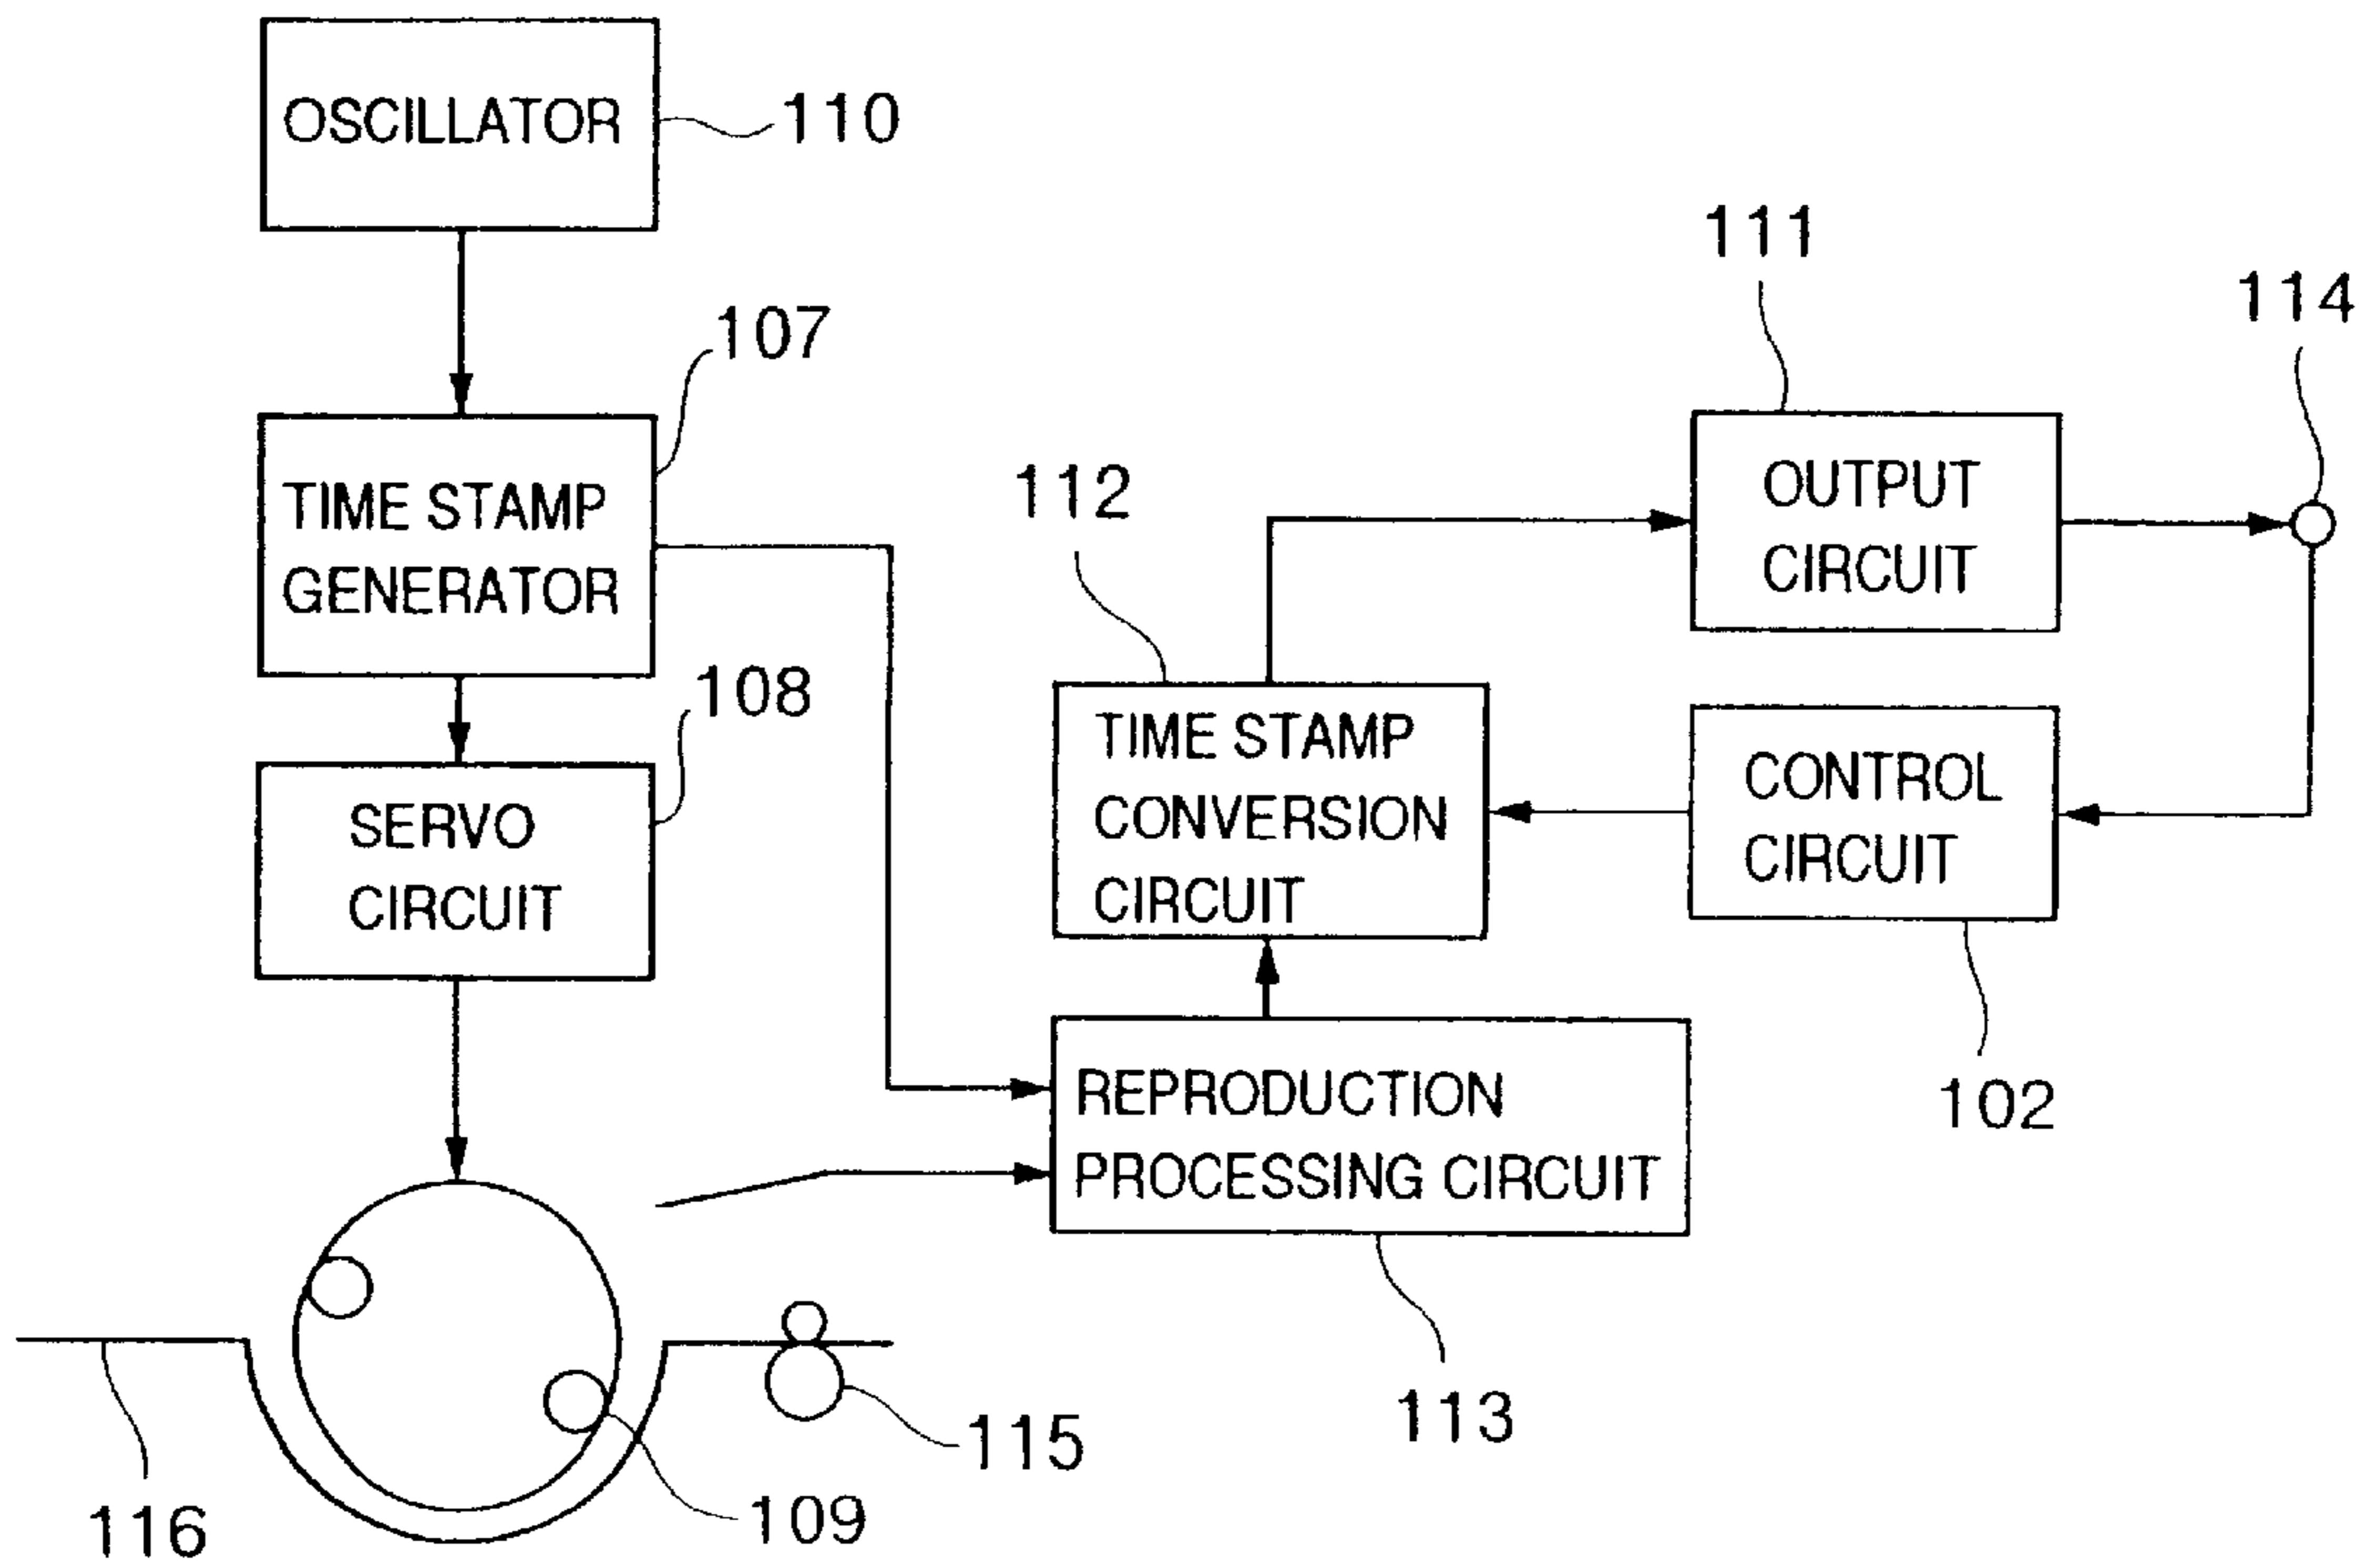 OSCILLATOR
110
107
TIME STAMP
GENERATOR
108
SERVO
CIRCUIT
111
114
OUTPUT
CIRCUIT
112
TIME STAMP
CONVERSION
CIRCUIT
CONTROL
CIRCUIT
102
REPRODUCTION
PROCESSING CIRCUIT
113
115
109
116